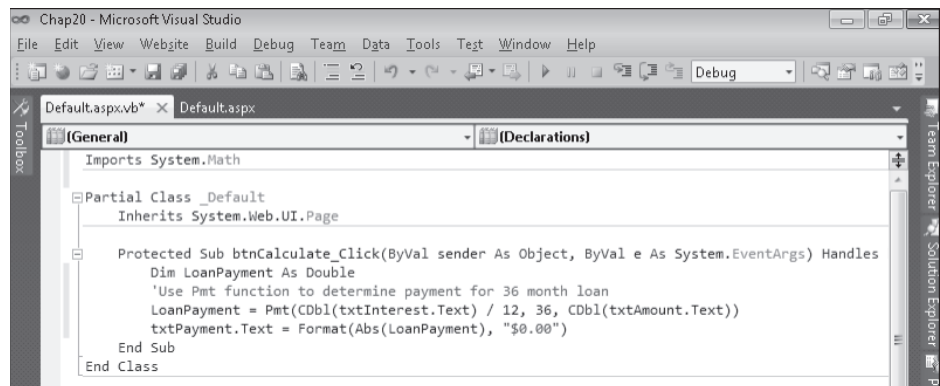 Chap20 - Microsoft Visual Studio
File Edit View Website Build Debug Team Data Tools Test Window Help
Debug
Default.aspx.vb* Default.aspx
(General) (Declarations)
Toolbox
Imports System.Math
Partial Class _Default
Inherits System.Web.UI.Page
Protected Sub btnCalculate_Click(ByVal sender As Object, ByVal e As System.EventArgs) Handles
Dim LoanPayment As Double
'Use Pmt function to determine payment for 36 month loan
LoanPayment = Pmt(CDbl(txtInterest.Text) / 12, 36, CDbl(txtAmount.Text))
txtPayment.Text = Format(Abs(LoanPayment), "$0.00")
End Sub
End Class
Team Explorer
Solution Explorer